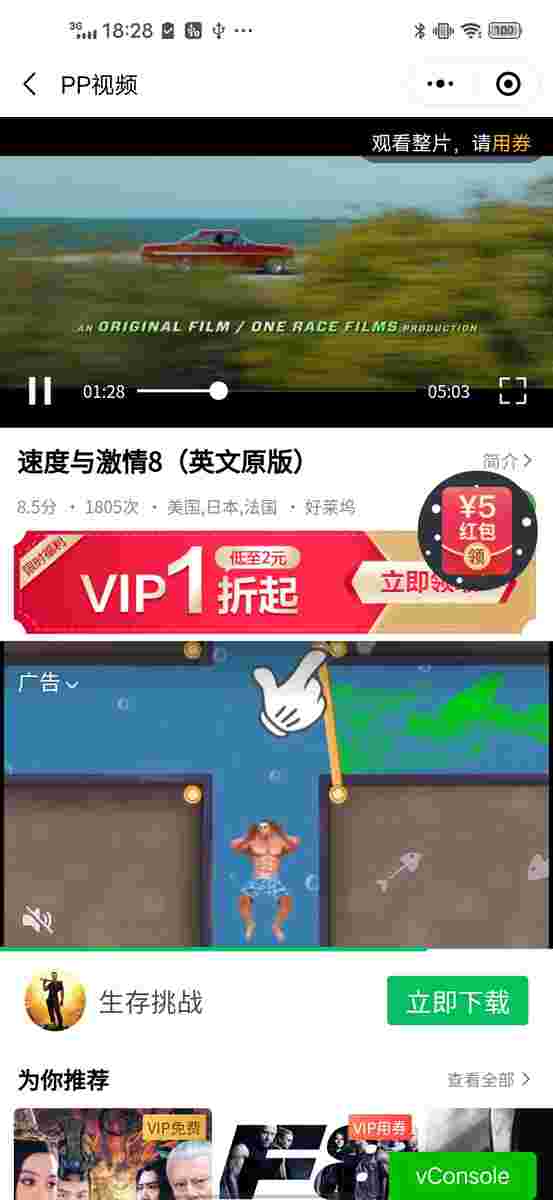 3G 18:28 100
PP视频
观看整片，请用券
AN ORIGINAL FILM / ONE RACE FILMS PRODUCTION
01:28
05:03
速度与激情8（英文原版）
简介
8.5分 · 1805次 · 美国,日本,法国 · 好莱坞
¥5
红包
领
限时福利
VIP1折起
低至2元
立即领
广告
生存挑战
立即下载
为你推荐
查看全部
VIP免费
F8
VIP用券
vConsole